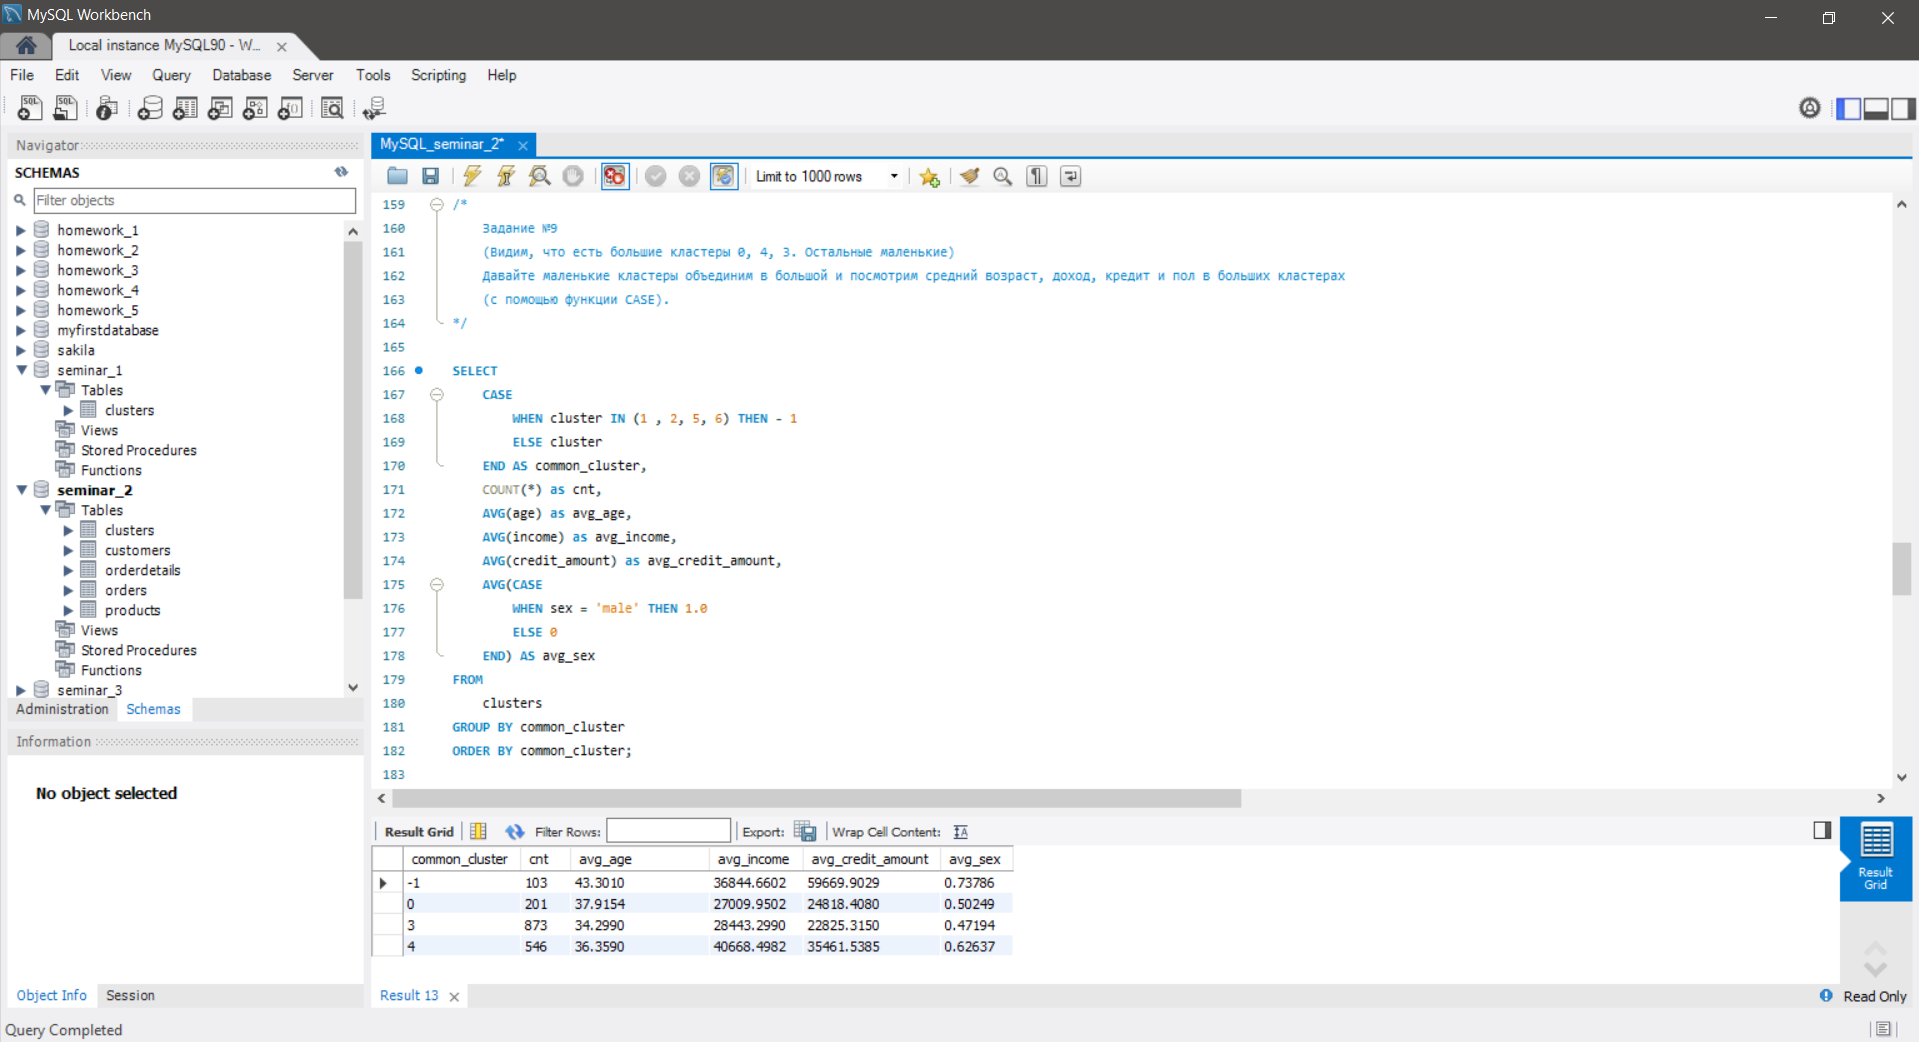 MySQL Workbench
Local instance MySQL90 - W...
File Edit View Query Database Server Tools Scripting Help
Navigator
SCHEMAS
Filter objects
homework_1
homework_2
homework_3
homework_4
homework_5
myfirstdatabase
sakila
seminar_1
Tables
clusters
Views
Stored Procedures
Functions
seminar_2
Tables
clusters
customers
orderdetails
orders
products
Views
Stored Procedures
Functions
seminar_3
Administration Schemas
Information
No object selected
Object Info Session
MySQL_seminar_2*
Limit to 1000 rows
159 /*
160 Задание №9
161 (Видим, что есть большие кластеры 0, 4, 3. Остальные маленькие)
162 Давайте маленькие кластеры объединим в большой и посмотрим средний возраст, доход, кредит и пол в больших кластерах
163 (с помощью функции CASE).
164 */
165
166 SELECT
167 CASE
168 WHEN cluster IN (1 , 2, 5, 6) THEN - 1
169 ELSE cluster
170 END AS common_cluster,
171 COUNT(*) as cnt,
172 AVG(age) as avg_age,
173 AVG(income) as avg_income,
174 AVG(credit_amount) as avg_credit_amount,
175 AVG(CASE
176 WHEN sex = 'male' THEN 1.0
177 ELSE 0
178 END) AS avg_sex
179 FROM
180 clusters
181 GROUP BY common_cluster
182 ORDER BY common_cluster;
183
Result Grid Filter Rows: Export: Wrap Cell Content:
common_cluster cnt avg_age avg_income avg_credit_amount avg_sex
-1 103 43.3010 36844.6602 59669.9029 0.73786
0 201 37.9154 27009.9502 24818.4080 0.50249
3 873 34.2990 28443.2990 22825.3150 0.47194
4 546 36.3590 40668.4982 35461.5385 0.62637
Result
Grid
Result 13
Read Only
Query Completed